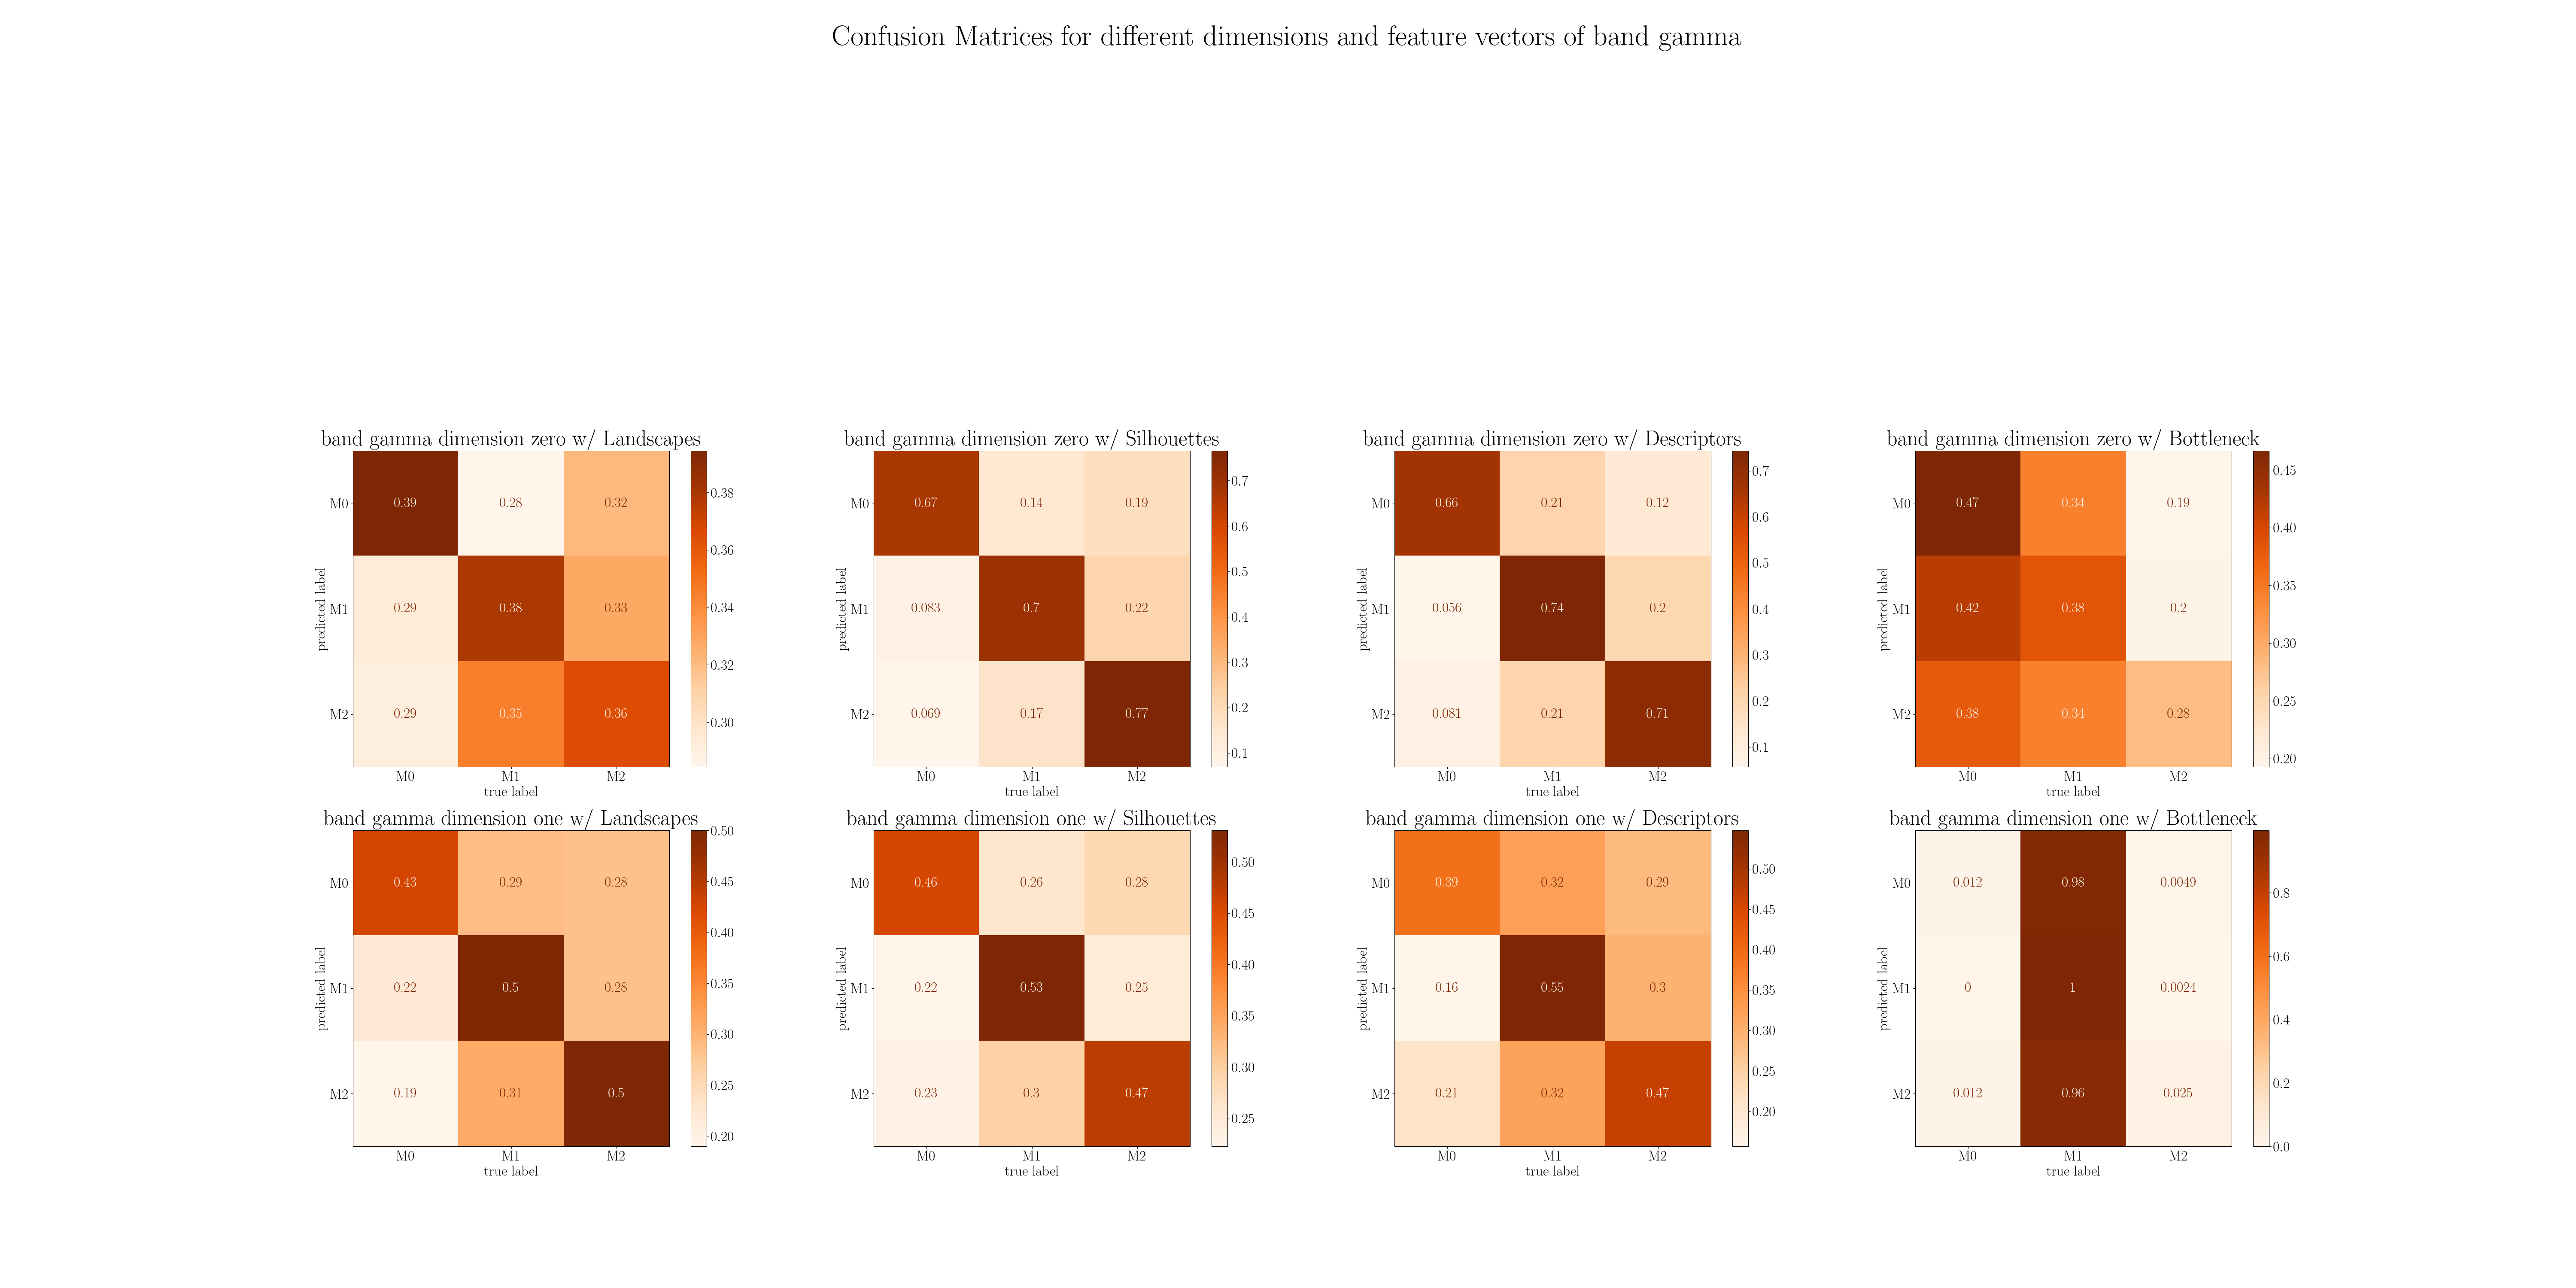 Confusion Matrices for different dimensions and feature vectors of band gamma
band gamma dimension zero w/ Landscapes
predicted label
M0 0.39 0.28 0.32
M1 0.29 0.38 0.33
M2 0.29 0.35 0.36
M0 M1 M2
true label
0.38
0.36
0.34
0.32
0.30
band gamma dimension zero w/ Silhouettes
predicted label
M0 0.67 0.14 0.19
M1 0.083 0.7 0.22
M2 0.069 0.17 0.77
M0 M1 M2
true label
0.7
0.6
0.5
0.4
0.3
0.2
0.1
band gamma dimension zero w/ Descriptors
predicted label
M0 0.66 0.21 0.12
M1 0.056 0.74 0.2
M2 0.081 0.21 0.71
M0 M1 M2
true label
0.7
0.6
0.5
0.4
0.3
0.2
0.1
band gamma dimension zero w/ Bottleneck
predicted label
M0 0.47 0.34 0.19
M1 0.42 0.38 0.2
M2 0.38 0.34 0.28
M0 M1 M2
true label
0.45
0.40
0.35
0.30
0.25
0.20
band gamma dimension one w/ Landscapes
predicted label
M0 0.43 0.29 0.28
M1 0.22 0.5 0.28
M2 0.19 0.31 0.5
M0 M1 M2
true label
0.50
0.45
0.40
0.35
0.30
0.25
0.20
band gamma dimension one w/ Silhouettes
predicted label
M0 0.46 0.26 0.28
M1 0.22 0.53 0.25
M2 0.23 0.3 0.47
M0 M1 M2
true label
0.50
0.45
0.40
0.35
0.30
0.25
band gamma dimension one w/ Descriptors
predicted label
M0 0.39 0.32 0.29
M1 0.16 0.55 0.3
M2 0.21 0.32 0.47
M0 M1 M2
true label
0.50
0.45
0.40
0.35
0.30
0.25
0.20
band gamma dimension one w/ Bottleneck
predicted label
M0 0.012 0.98 0.0049
M1 0 1 0.0024
M2 0.012 0.96 0.025
M0 M1 M2
true label
0.8
0.6
0.4
0.2
0.0